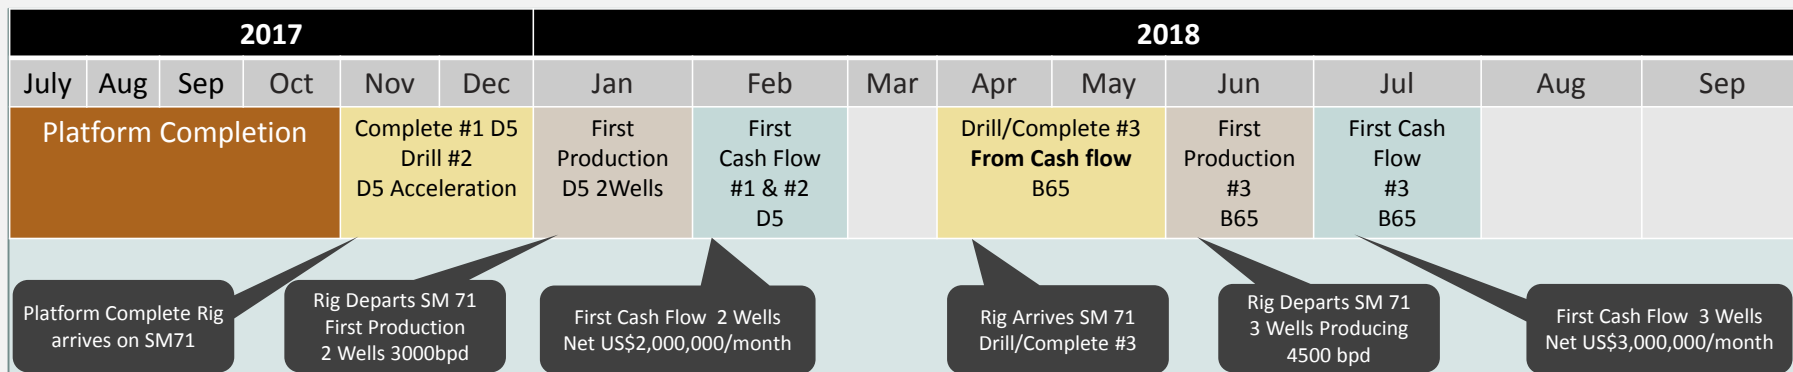 2017
2018
July Aug Sep Oct Nov Dec Jan Feb Mar Apr May Jun Jul Aug Sep
Platform Completion
Complete #1 D5
Drill #2
D5 Acceleration
First
Production
D5 2Wells
First
Cash Flow
#1 & #2
D5
Drill/Complete #3
From Cash flow
B65
First
Production
#3
B65
First Cash
Flow
#3
B65
Platform Complete Rig
arrives on SM71
Rig Departs SM 71
First Production
2 Wells 3000bpd
First Cash Flow 2 Wells
Net US$2,000,000/month
Rig Arrives SM 71
Drill/Complete #3
Rig Departs SM 71
3 Wells Producing
4500 bpd
First Cash Flow 3 Wells
Net US$3,000,000/month